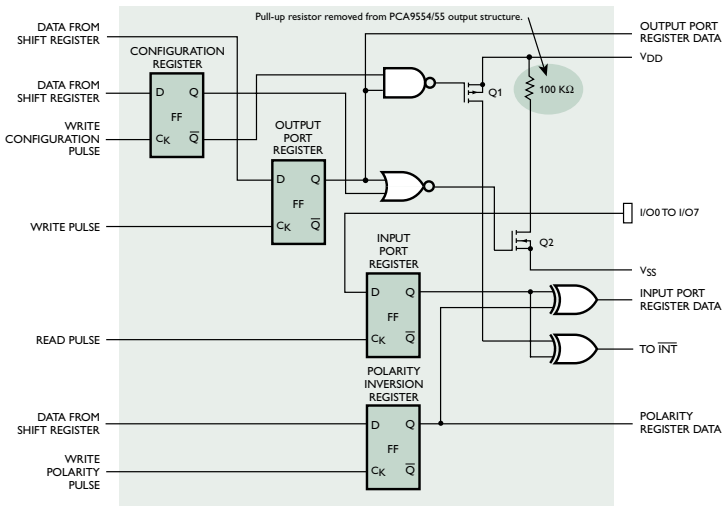 Pull-up resistor removed from PCA9554/55 output structure.
DATA FROM
SHIFT REGISTER
OUTPUT PORT
REGISTER DATA
CONFIGURATION
REGISTER
VDD
DATA FROM
SHIFT REGISTER
D
Q
FF
CK
Q
WRITE
CONFIGURATION
PULSE
Q1
100 KΩ
OUTPUT
PORT
REGISTER
D
Q
FF
CK
Q
WRITE PULSE
I/O0 TO I/O7
Q2
VSS
INPUT
PORT
REGISTER
D
Q
FF
CK
Q
INPUT PORT
REGISTER DATA
READ PULSE
TO INT
POLARITY
INVERSION
REGISTER
DATA FROM
SHIFT REGISTER
D
Q
FF
CK
Q
POLARITY
REGISTER DATA
WRITE
POLARITY
PULSE